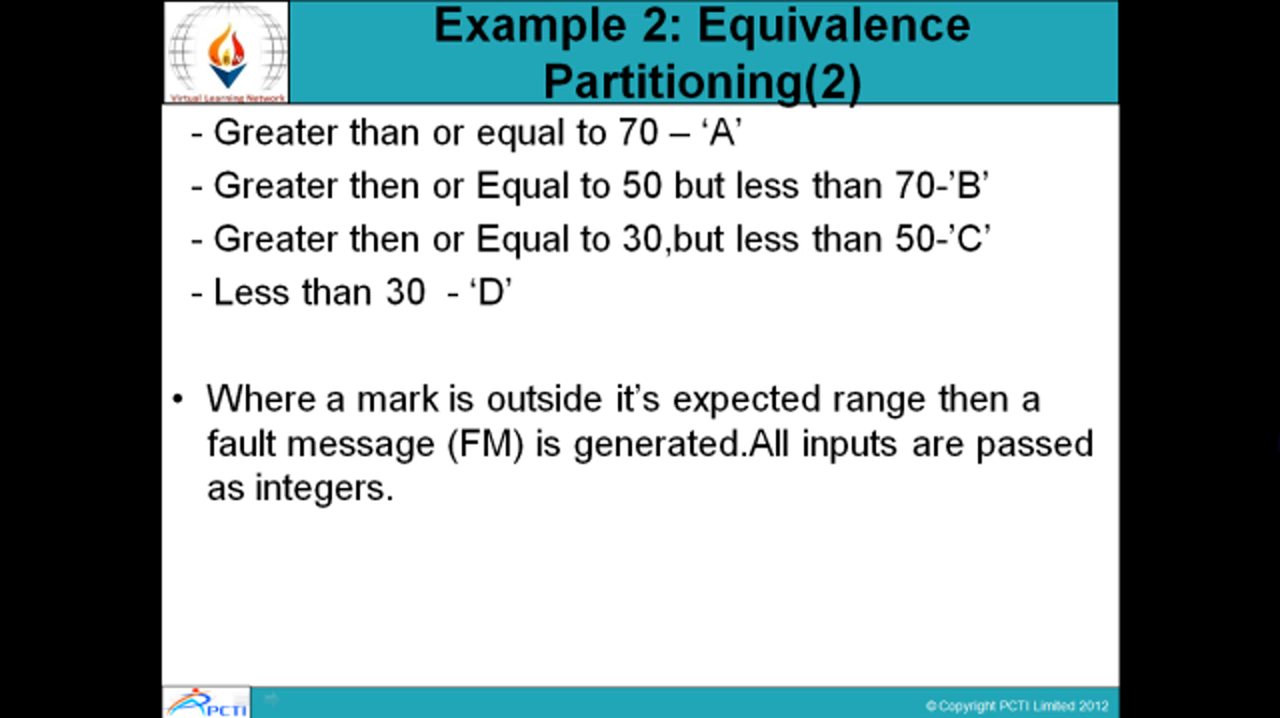 Example 2: Equivalence
Partitioning(2)
Virtual Learning Network
- Greater than or equal to 70 – ‘A’
- Greater then or Equal to 50 but less than 70-’B’
- Greater then or Equal to 30,but less than 50-’C’
- Less than 30 - ‘D’
• Where a mark is outside it’s expected range then a
fault message (FM) is generated.All inputs are passed
as integers.
PCTI
© Copyright PCTI Limited 2012